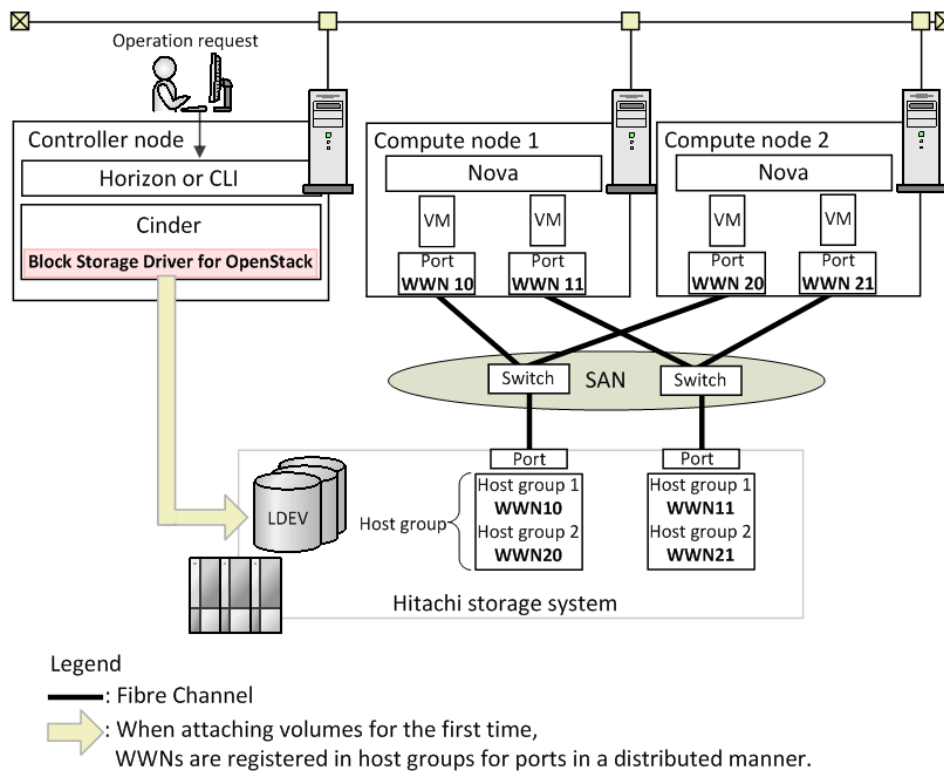 Operation request
Controller node
Horizon or CLI
Cinder
Block Storage Driver for OpenStack
Compute node 1
Nova
VM
VM
Port
WWN 10
Port
WWN 11
Compute node 2
Nova
VM
VM
Port
WWN 20
Port
WWN 21
Switch
SAN
Switch
Port
Port
LDEV
Host group
Host group 1
WWN10
Host group 2
WWN20
Host group 1
WWN11
Host group 2
WWN21
Hitachi storage system
Legend
: Fibre Channel
: When attaching volumes for the first time,
WWNs are registered in host groups for ports in a distributed manner.